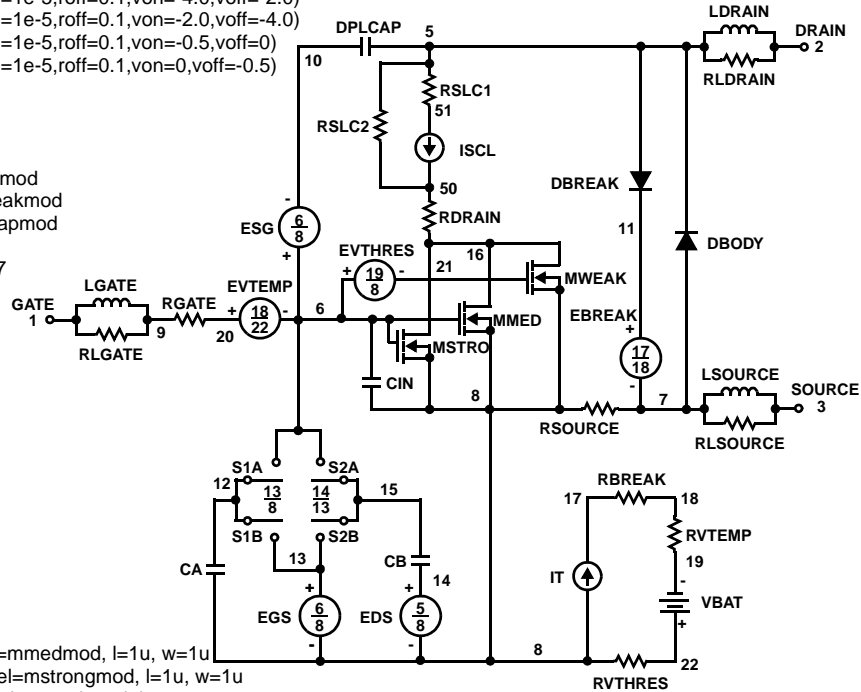 =1e-5,roff=0.1,von=-4.0,voff=-2.0)
=1e-5,roff=0.1,von=-2.0,voff=-4.0)
=1e-5,roff=0.1,von=-0.5,voff=0)
=1e-5,roff=0.1,von=0,voff=-0.5)
LDRAIN
DPLCAP 5 DRAIN
10 2
RLDRAIN
RSLC1
51
RSLC2
ISCL
50
mod
eakmod
apmod
7
DBREAK
RDRAIN
ESG 6 8
- +
11
DBODY
EVTHRES 16
+ 19 8 - 21
MWEAK
LGATE EVTEMP
GATE RGATE + 18 22 - 6
1 9 20
MMED
EBREAK +
MSTRO
RLGATE
17 18
-
CIN
LSOURCE
8 7 SOURCE
3
RSOURCE
RLSOURCE
S1A S2A
12 13 8 14 13 15
S1B S2B
13
RBREAK
17 18
RVTEMP
CA CB
19
14 IT -
+ +
VBAT
EGS 6 8 EDS 5 8
+
- -
8 22
RVTHRES
=mmedmod, l=1u, w=1u
el=mstrongmod, l=1u, w=1u